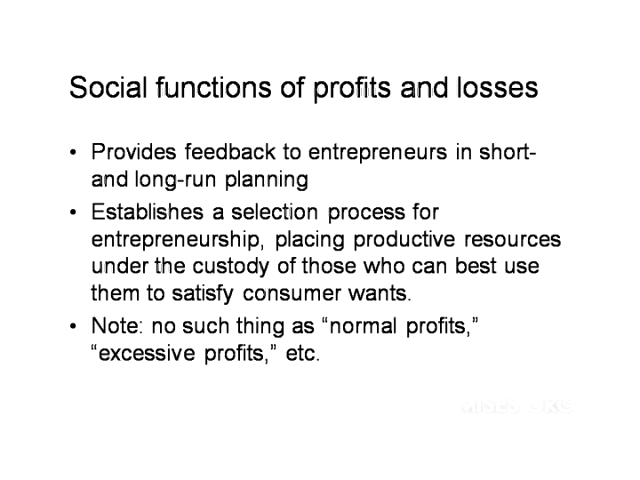 Social functions of profits and losses
• Provides feedback to entrepreneurs in short-
and long-run planning
• Establishes a selection process for
entrepreneurship, placing productive resources
under the custody of those who can best use
them to satisfy consumer wants.
• Note: no such thing as “normal profits,”
“excessive profits,” etc.
MISES.ORG